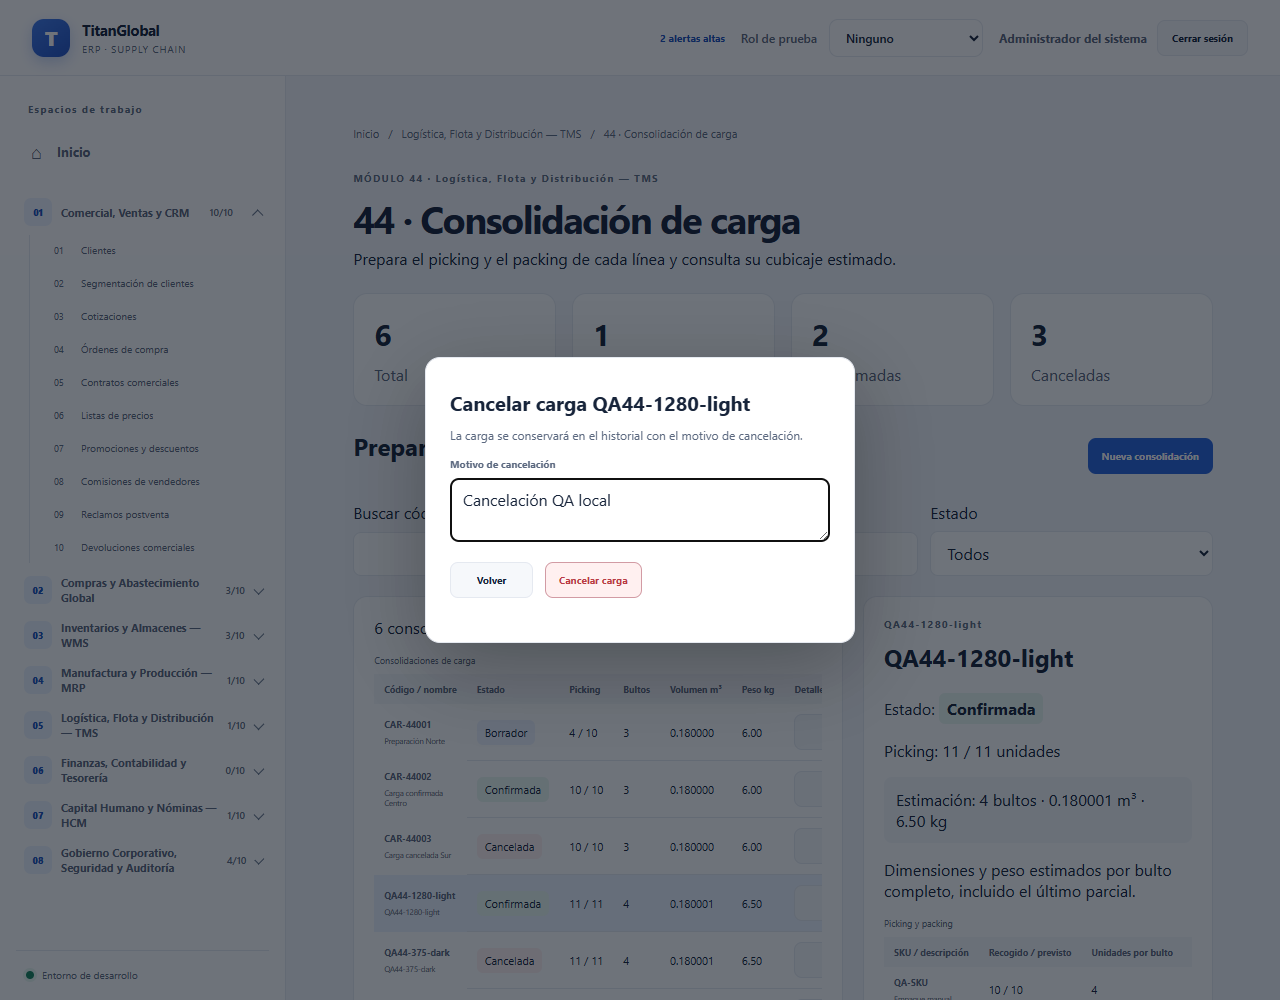 T
TitanGlobal
ERP · SUPPLY CHAIN
2 alertas altas
Rol de prueba
Ninguno
Administrador del sistema
Cerrar sesión
Espacios de trabajo
Inicio
01 Comercial, Ventas y CRM 10/10
01 Clientes
02 Segmentación de clientes
03 Cotizaciones
04 Órdenes de compra
05 Contratos comerciales
06 Listas de precios
07 Promociones y descuentos
08 Comisiones de vendedores
09 Reclamos postventa
10 Devoluciones comerciales
02 Compras y Abastecimiento Global 3/10
03 Inventarios y Almacenes — WMS 3/10
04 Manufactura y Producción — MRP 1/10
05 Logística, Flota y Distribución — TMS 1/10
06 Finanzas, Contabilidad y Tesorería 0/10
07 Capital Humano y Nóminas — HCM 1/10
08 Gobierno Corporativo, Seguridad y Auditoría 4/10
Entorno de desarrollo
Inicio / Logística, Flota y Distribución — TMS / 44 · Consolidación de carga
MÓDULO 44 · Logística, Flota y Distribución — TMS
44 · Consolidación de carga
Prepara el picking y el packing de cada línea y consulta su cubicaje estimado.
6
Total
1
2
madas
3
Canceladas
Prepar
Nueva consolidación
Buscar cód
Estado
Todos
Cancelar carga QA44-1280-light
La carga se conservará en el historial con el motivo de cancelación.
Motivo de cancelación
Cancelación QA local
Volver
Cancelar carga
6 conso
Consolidaciones de carga
Código / nombre Estado Picking Bultos Volumen m³ Peso kg Detalle
CAR-44001
Preparación Norte
Borrador 4 / 10 3 0.180000 6.00
CAR-44002
Carga confirmada Centro
Confirmada 10 / 10 3 0.180000 6.00
CAR-44003
Carga cancelada Sur
Cancelada 10 / 10 3 0.180000 6.00
QA44-1280-light
QA44-1280-light
Confirmada 11 / 11 4 0.180001 6.50
QA44-375-dark
QA44-375-dark
Cancelada 11 / 11 4 0.180001 6.50
QA44-1280-light
QA44-1280-light
Estado: Confirmada
Picking: 11 / 11 unidades
Estimación: 4 bultos · 0.180001 m³ ·
6.50 kg
Dimensiones y peso estimados por bulto
completo, incluido el último parcial.
Picking y packing
SKU / descripción Recogido / previsto Unidades por bulto
QA-SKU
Empaque manual
10 / 10 4